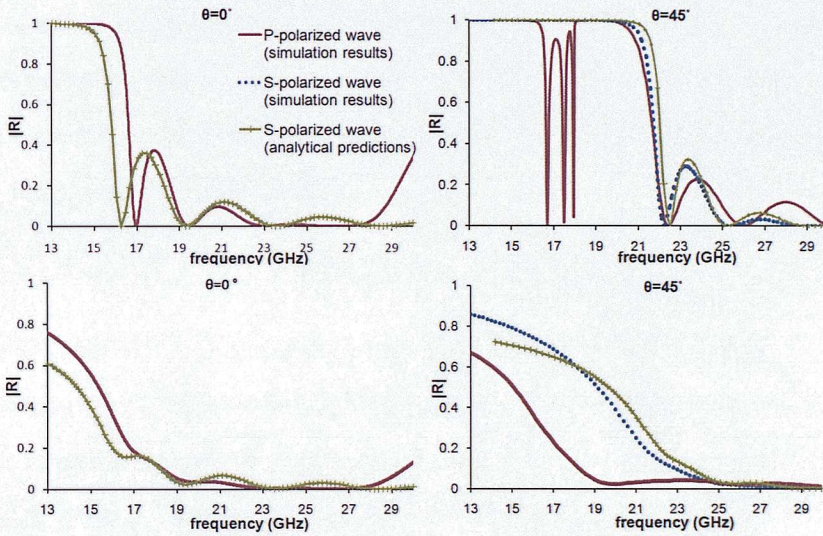 θ=0°
|R|
1
0.8
0.6
0.4
0.2
0
P-polarized wave
(simulation results)
S-polarized wave
(simulation results)
S-polarized wave
(analytical predictions)
13 15 17 19 21 23 25 27 29
frequency (GHz)
θ=45°
|R|
1
0.8
0.6
0.4
0.2
0
13 15 17 19 21 23 25 27 29
frequency (GHz)
θ=0°
|R|
1
0.8
0.6
0.4
0.2
0
13 15 17 19 21 23 25 27 29
frequency (GHz)
θ=45°
|R|
1
0.8
0.6
0.4
0.2
0
13 15 17 19 21 23 25 27 29
frequency (GHz)